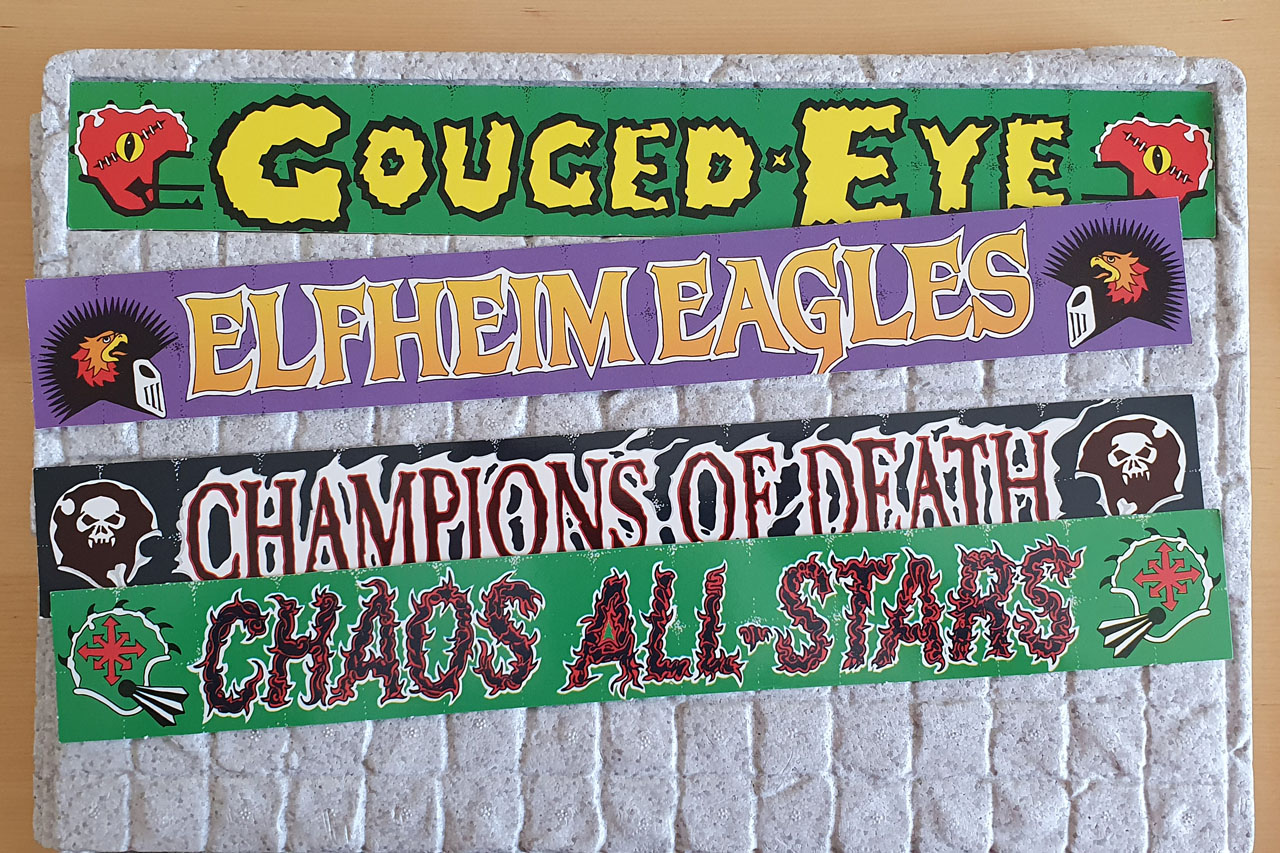 GOUGED·EYE
ELFHEIM EAGLES
CHAMPIONS OF DEATH
CHAOS ALL-STARS